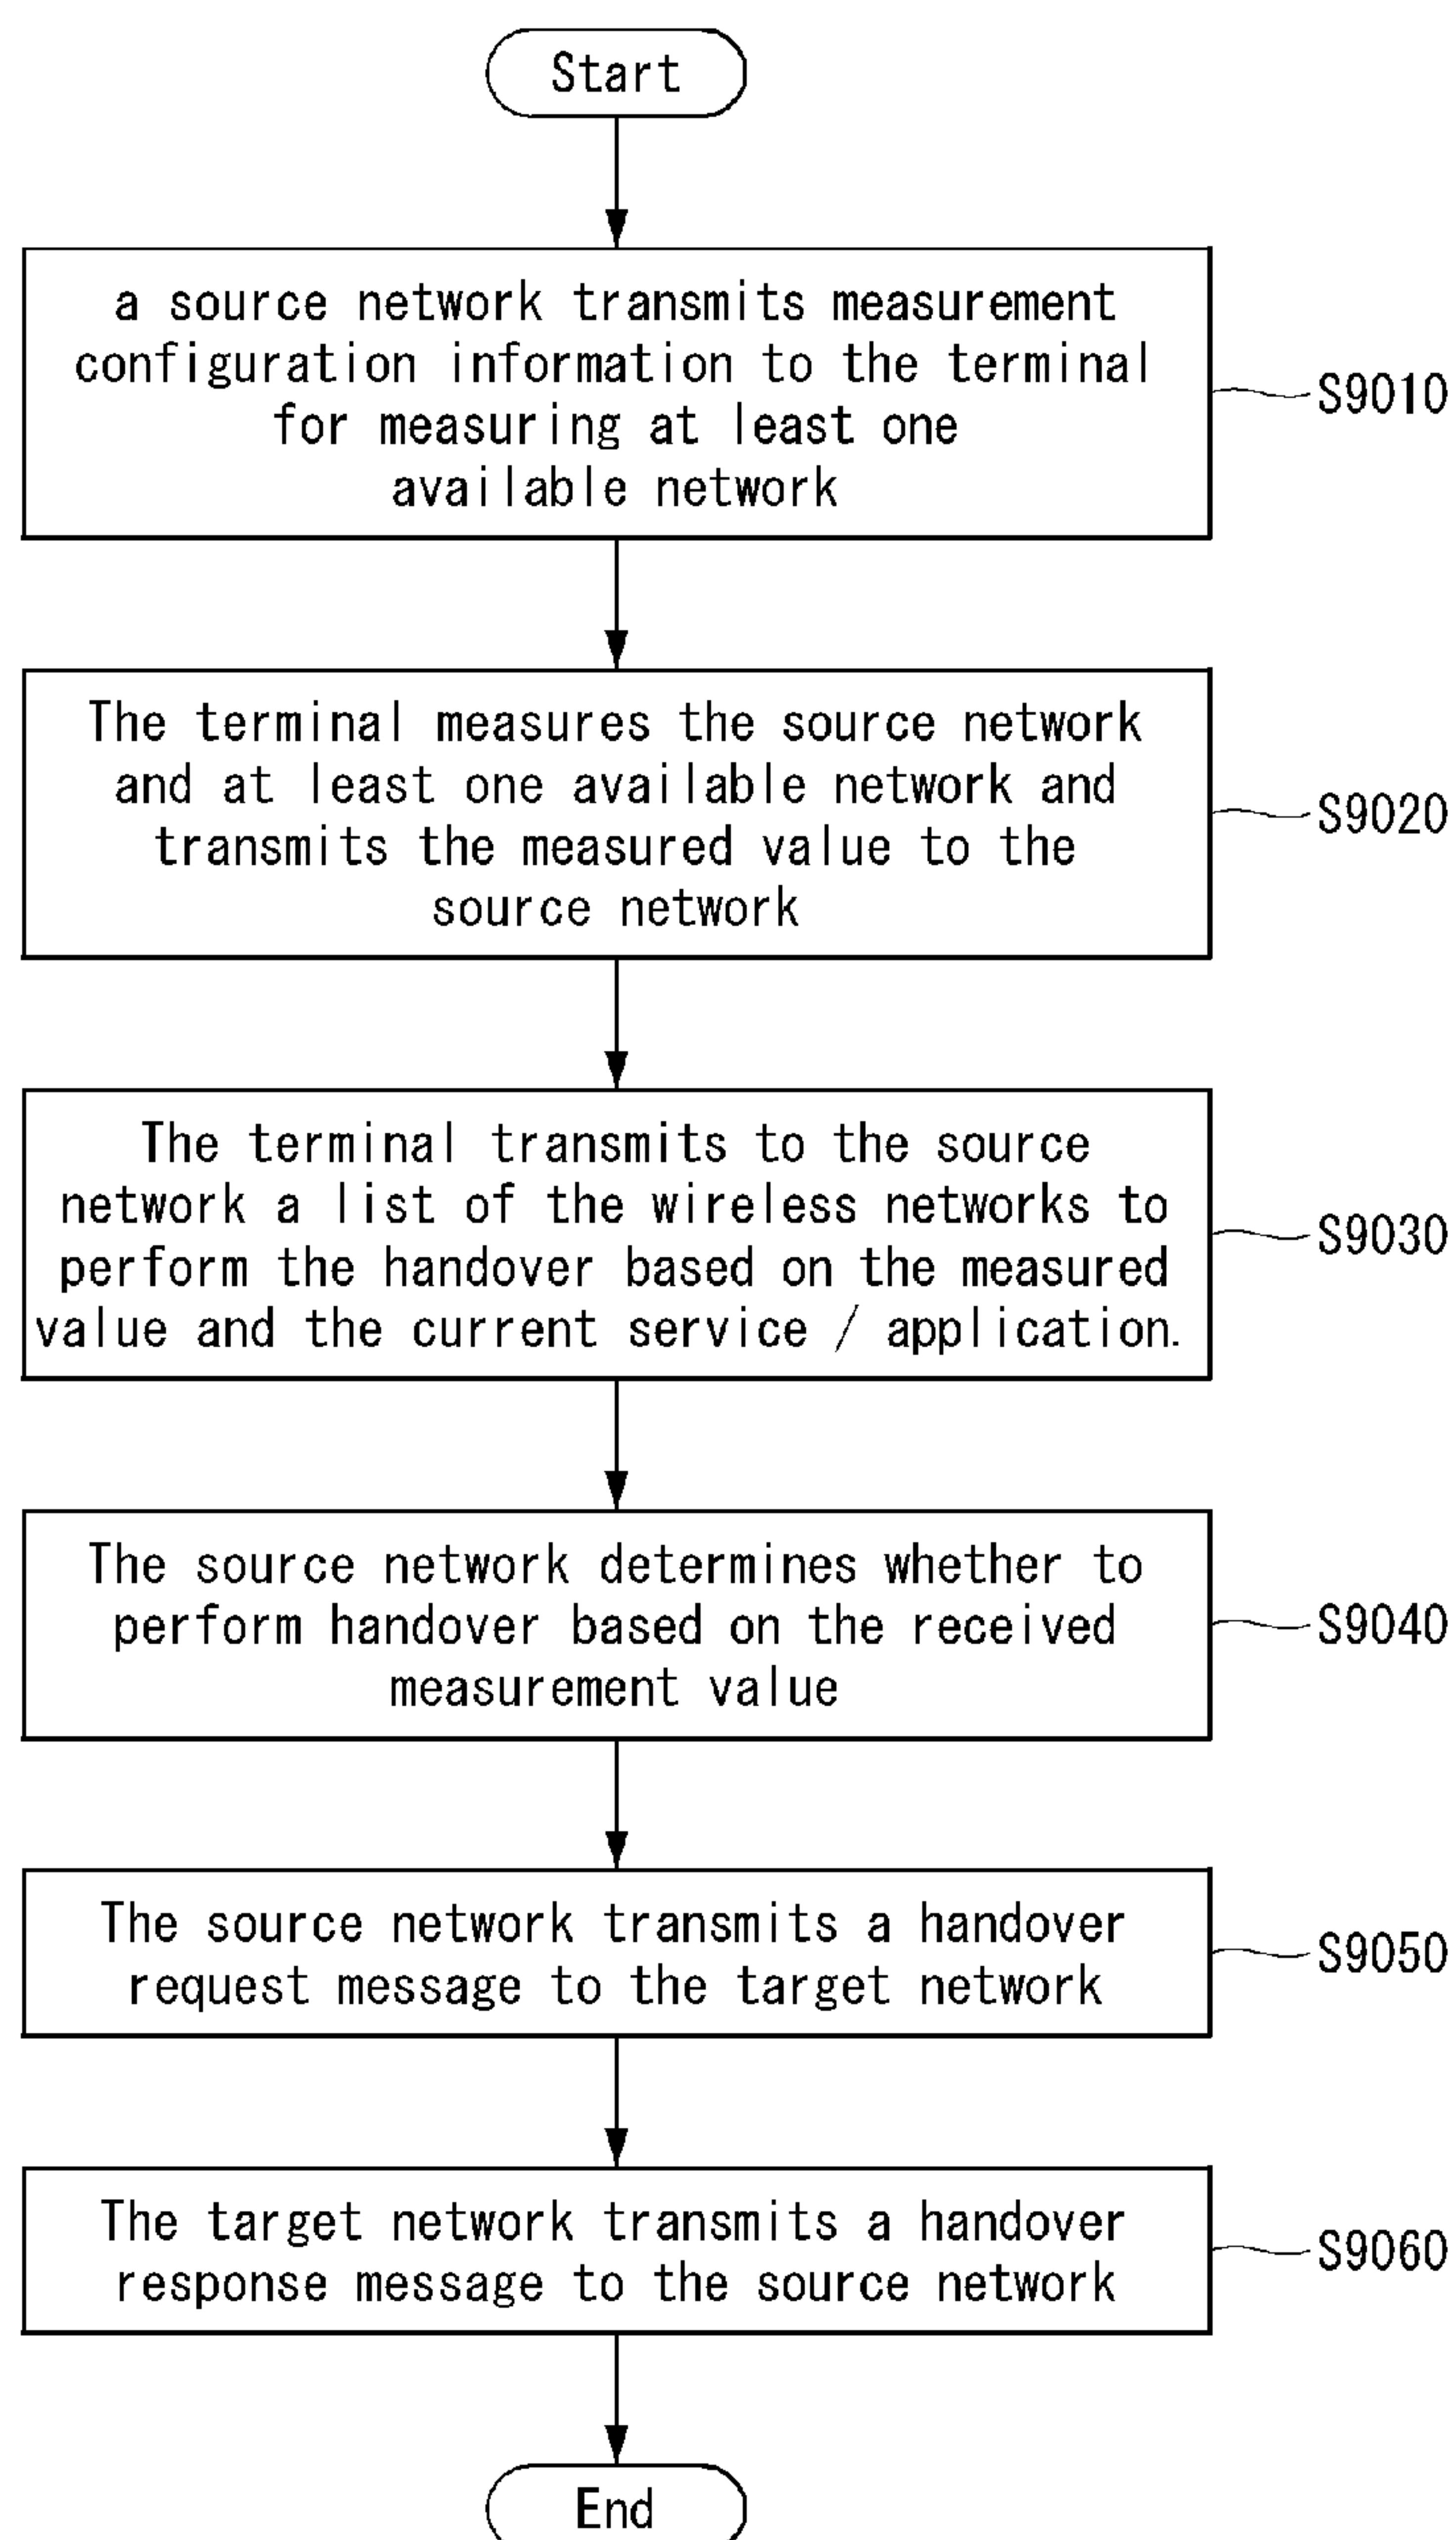 Start
a source network transmits measurement
configuration information to the terminal
for measuring at least one
available network
S9010
The terminal measures the source network
and at least one available network and
transmits the measured value to the
source network
S9020
The terminal transmits to the source
network a list of the wireless networks to
perform the handover based on the measured
value and the current service / application.
S9030
The source network determines whether to
perform handover based on the received
measurement value
S9040
The source network transmits a handover
request message to the target network
S9050
The target network transmits a handover
response message to the source network
S9060
End